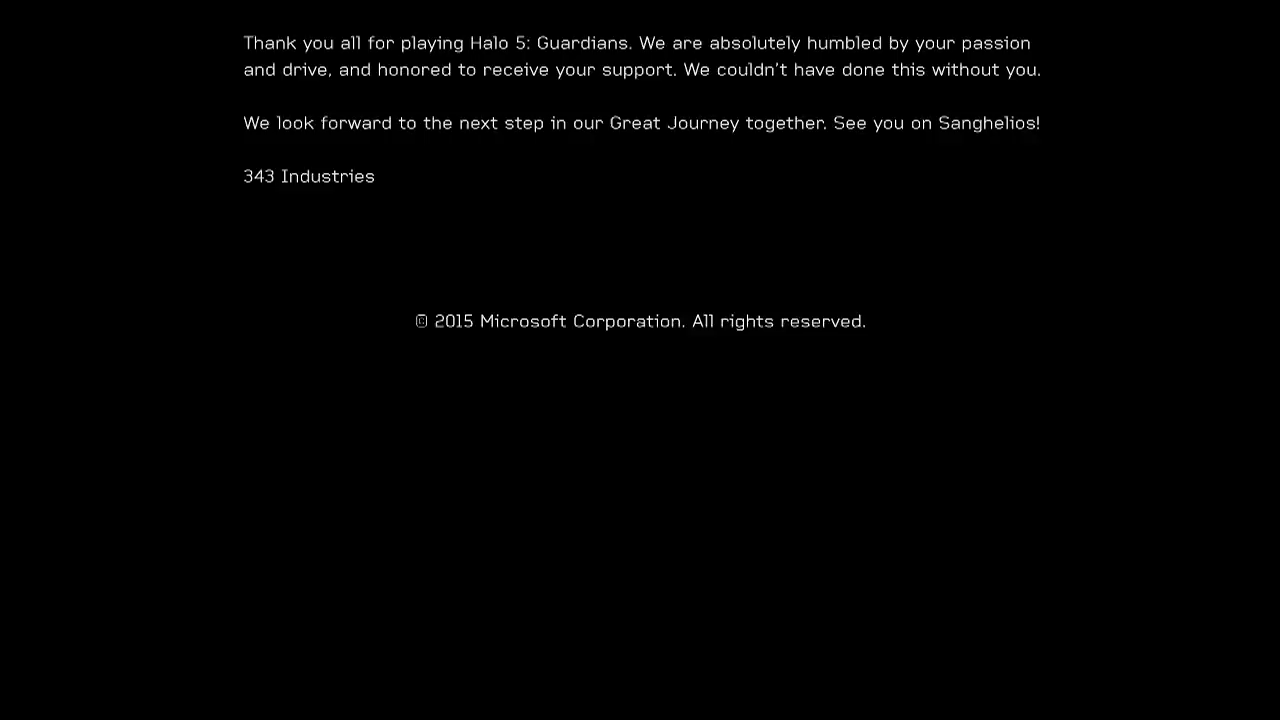 Thank you all for playing Halo 5: Guardians. We are absolutely humbled by your passion
and drive, and honored to receive your support. We couldn't have done this without you.
We look forward to the next step in our Great Journey together. See you on Sanghelios!
343 Industries
© 2015 Microsoft Corporation. All rights reserved.